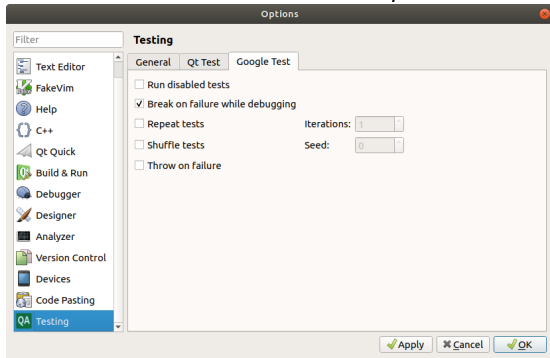 Options
Filter
Text Editor
FakeVim
Help
C++
Qt Quick
Build & Run
Debugger
Designer
Analyzer
Version Control
Devices
Code Pasting
QA Testing
Testing
General Qt Test Google Test
Run disabled tests
Break on failure while debugging
Repeat tests Iterations: 1
Shuffle tests Seed: 0
Throw on failure
Apply Cancel OK